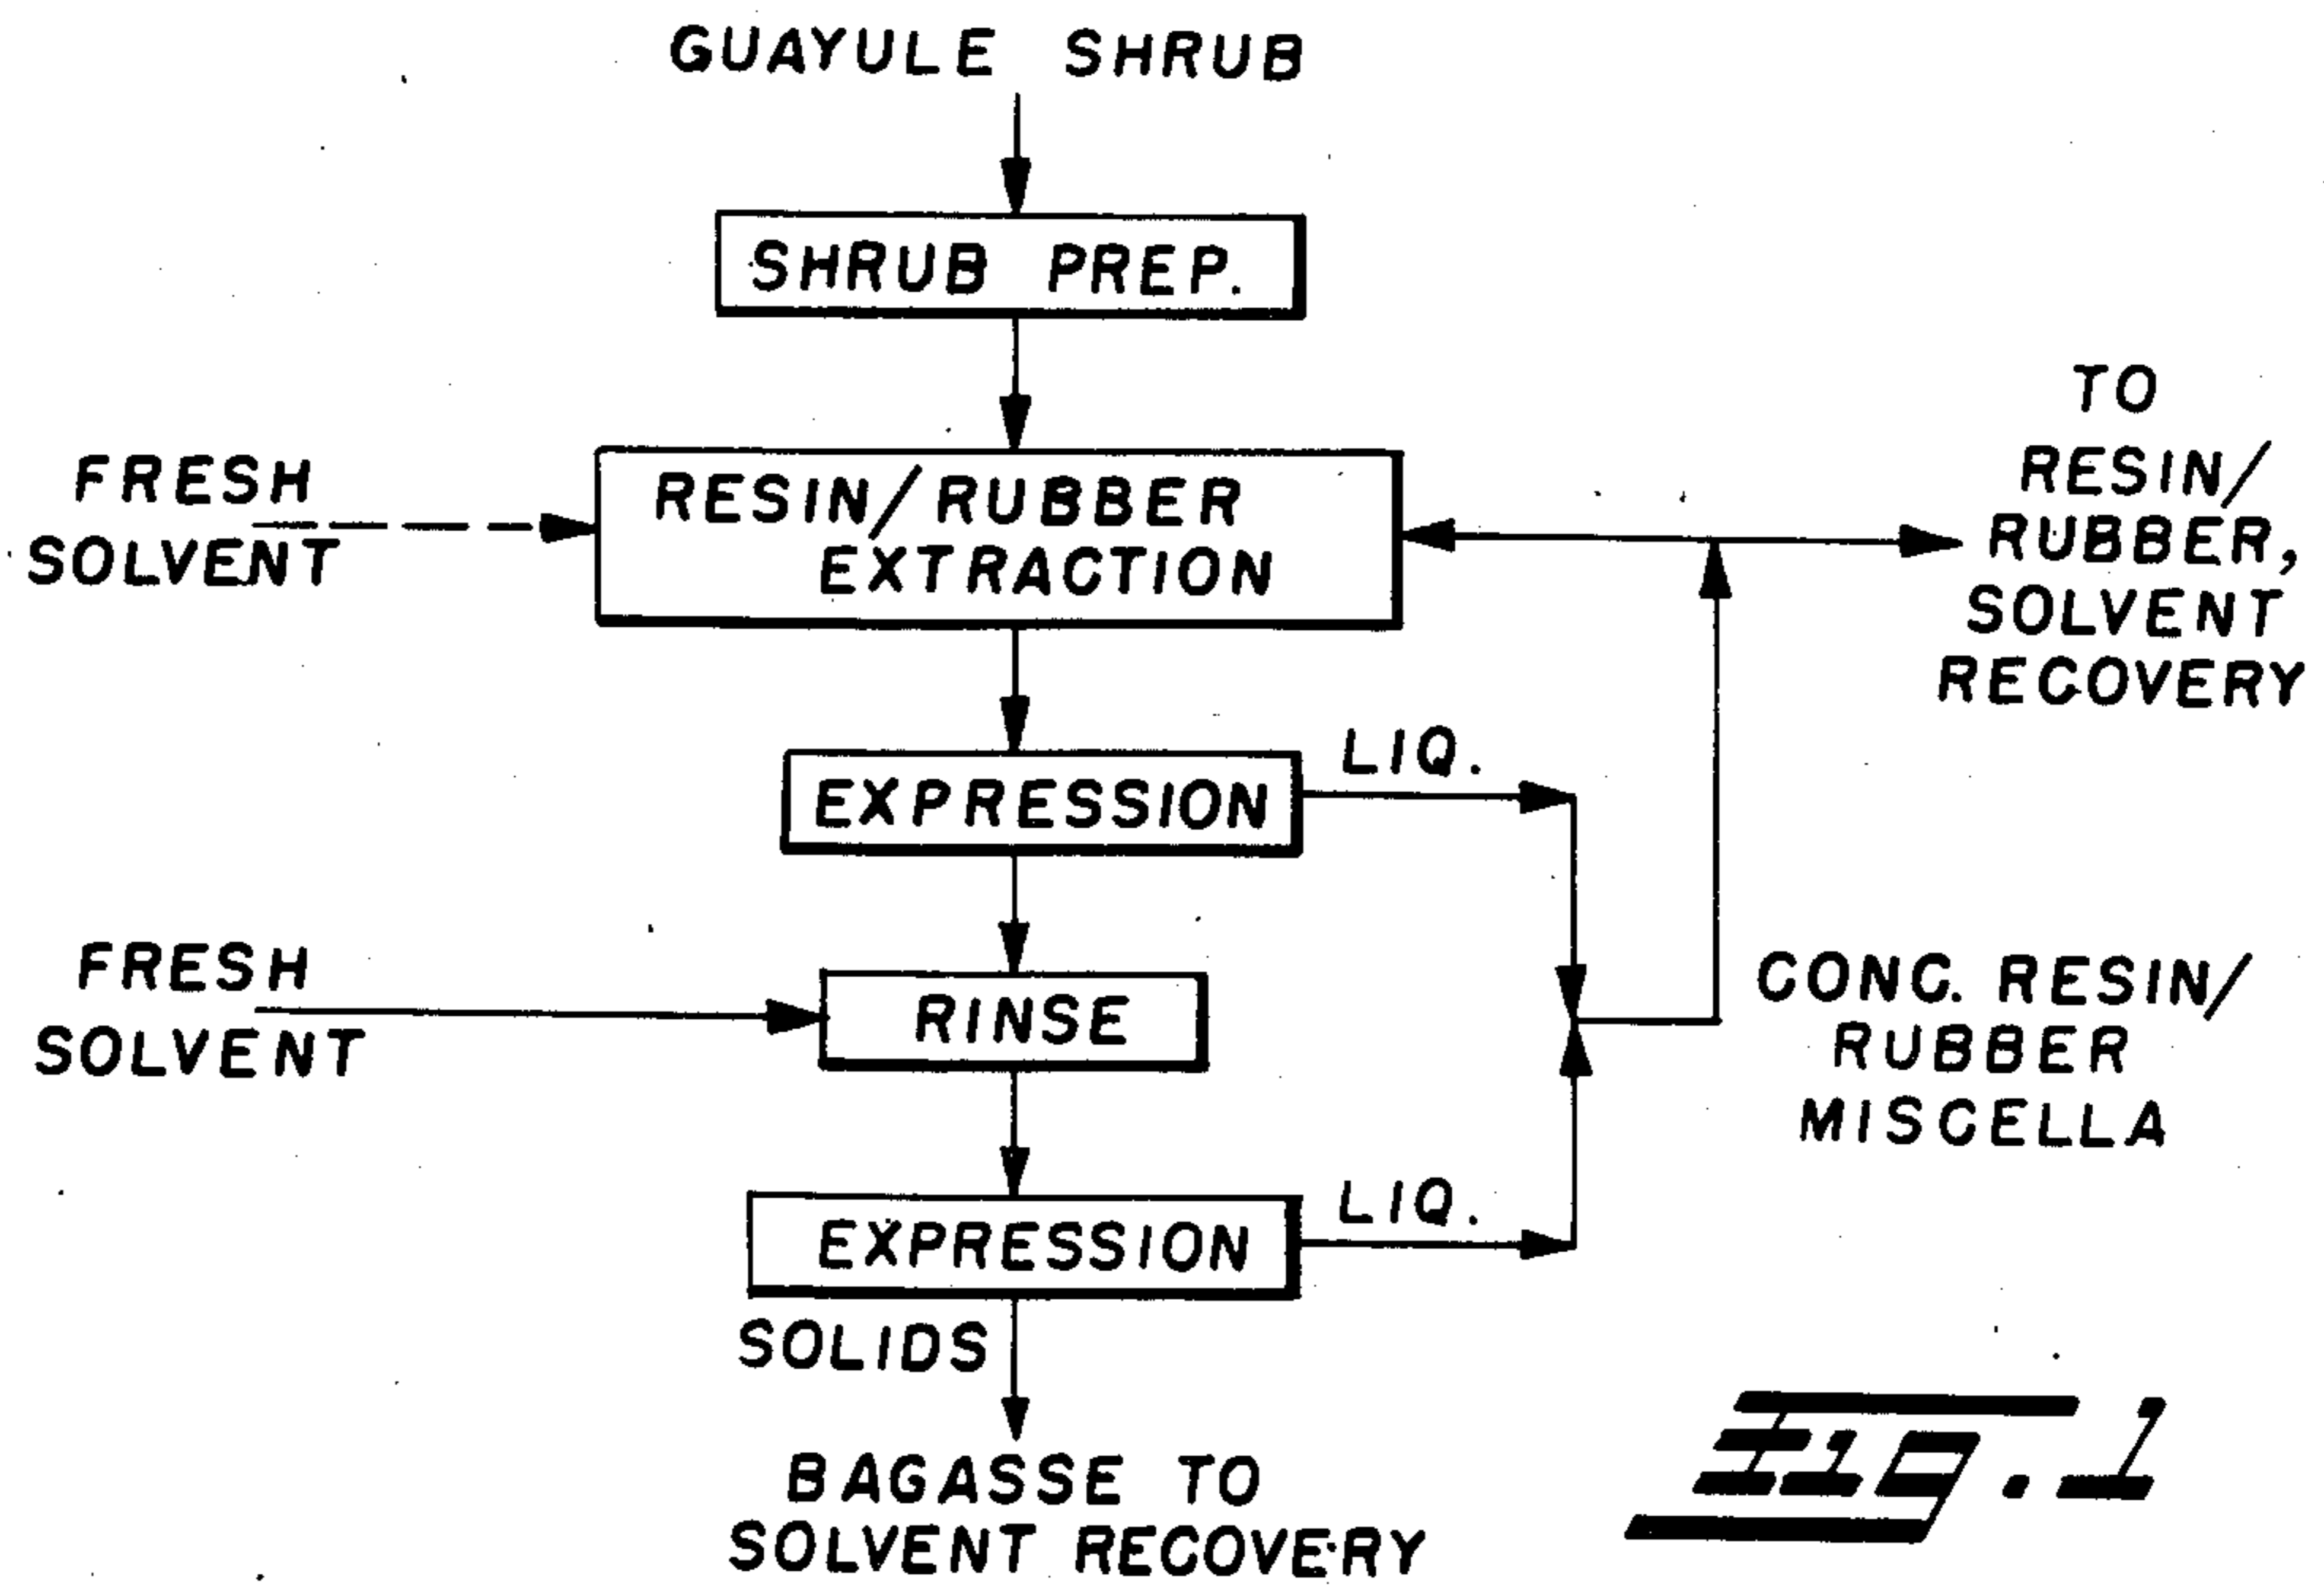 GUAYULE SHRUB
SHRUB PREP.
FRESH
SOLVENT
RESIN/RUBBER
EXTRACTION
TO
RESIN/
RUBBER,
SOLVENT
RECOVERY
EXPRESSION
LIQ.
FRESH
SOLVENT
RINSE
CONC. RESIN/
RUBBER
MISCELLA
EXPRESSION
LIQ.
SOLIDS
BAGASSE TO
SOLVENT RECOVERY
Fig. 1